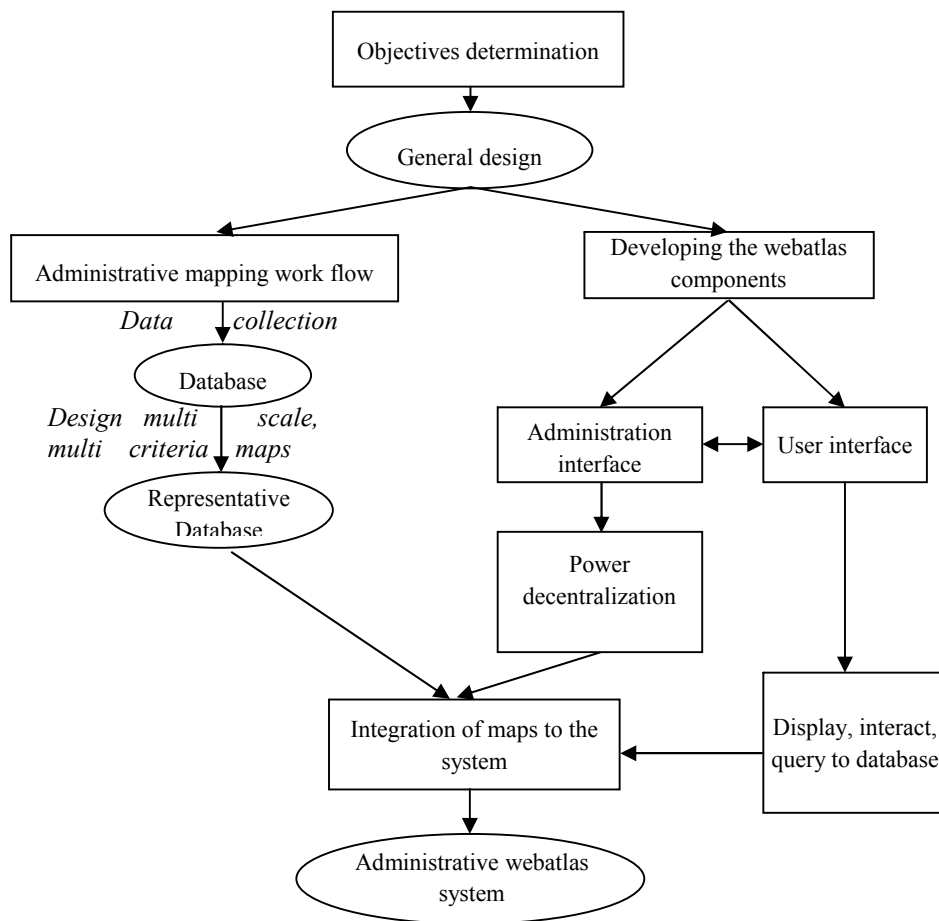 Objectives determination
General design
Administrative mapping work flow
Developing the webatlas
components
Data collection
Database
Design multi scale,
multi criteria maps
Administration
interface
User interface
Representative
Database
Power
decentralization
Integration of maps to the
system
Display, interact,
query to database
Administrative webatlas
system